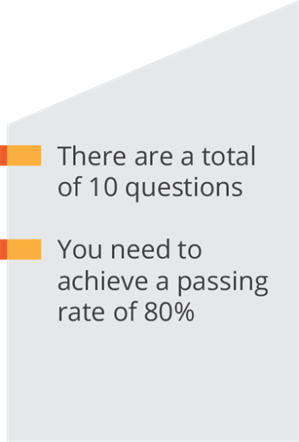 There are a total
of 10 questions
You need to
achieve a passing
rate of 80%